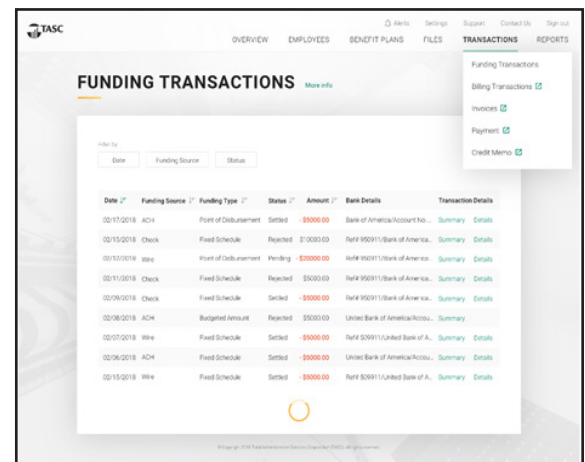 TASC
Alerts Settings Support Contact Us Sign out
OVERVIEW EMPLOYEES BENEFIT PLANS FILES TRANSACTIONS REPORTS
Funding Transactions
Billing Transactions
Invoices
Payment
Credit Memo
FUNDING TRANSACTIONS More info
Filter by
Date Funding Source Status
Date Funding Source Funding Type Status Amount Bank Details Transaction Details
02/17/2018 ACH Point of Disbursement Settled - $5000.00 Bank of America/Account No... Summary Details
02/15/2018 Check Fixed Schedule Rejected $10000.00 Ref# 950911/Bank of America... Summary Details
02/12/2018 Wire Point of Disbursement Pending - $20000.00 Ref# 950911/Bank of America... Summary Details
02/11/2018 Check Fixed Schedule Rejected $5000.00 Ref# 950911/Bank of America... Summary Details
02/09/2018 Check Fixed Schedule Settled - $5000.00 Ref# 950911/Bank of America... Summary Details
02/08/2018 ACH Budgeted Amount Rejected $5000.00 United Bank of America/Accou... Summary
02/07/2018 Wire Fixed Schedule Settled - $5000.00 Ref# 509911/United Bank of A... Summary Details
02/06/2018 ACH Fixed Schedule Settled - $5000.00 United Bank of America/Accou... Summary Details
02/15/2018 Wire Fixed Schedule Settled - $5000.00 Ref# 509911/United Bank of A... Summary Details